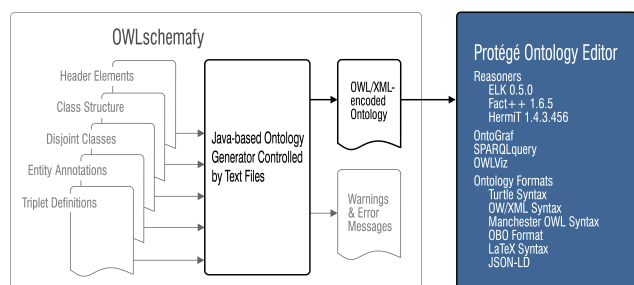 OWLschemafy
Header Elements
Class Structure
Disjoint Classes
Entity Annotations
Triplet Definitions
Java-based Ontology
Generator Controlled
by Text Files
OWL/XML-
encoded
Ontology
Warnings
& Error
Messages
Protégé Ontology Editor
Reasoners
ELK 0.5.0
Fact++ 1.6.5
HermiT 1.4.3.456
OntoGraf
SPARQLquery
OWLViz
Ontology Formats
Turtle Syntax
OW/XML Syntax
Manchester OWL Syntax
OBO Format
LaTeX Syntax
JSON-LD